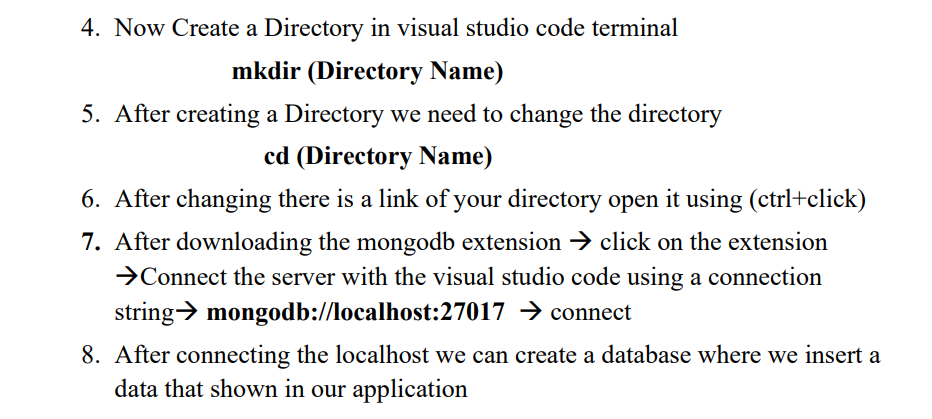 4. Now Create a Directory in visual studio code terminal
mkdir (Directory Name)
5. After creating a Directory we need to change the directory
cd (Directory Name)
6. After changing there is a link of your directory open it using (ctrl+click)
7. After downloading the mongodb extension → click on the extension
→Connect the server with the visual studio code using a connection
string→ mongodb://localhost:27017 → connect
8. After connecting the localhost we can create a database where we insert a
data that shown in our application